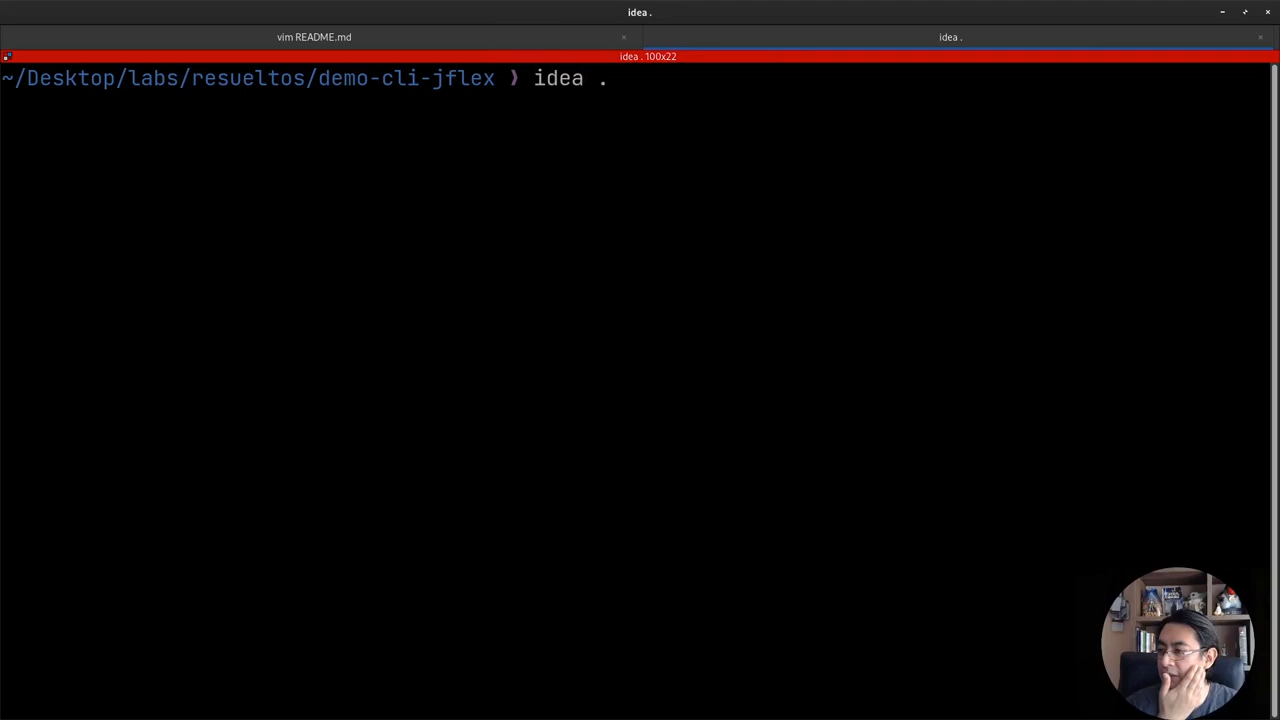 idea .
vim README.md
idea .
idea . 100x22
~/Desktop/labs/resueltos/demo-cli-jflex ❫ idea .